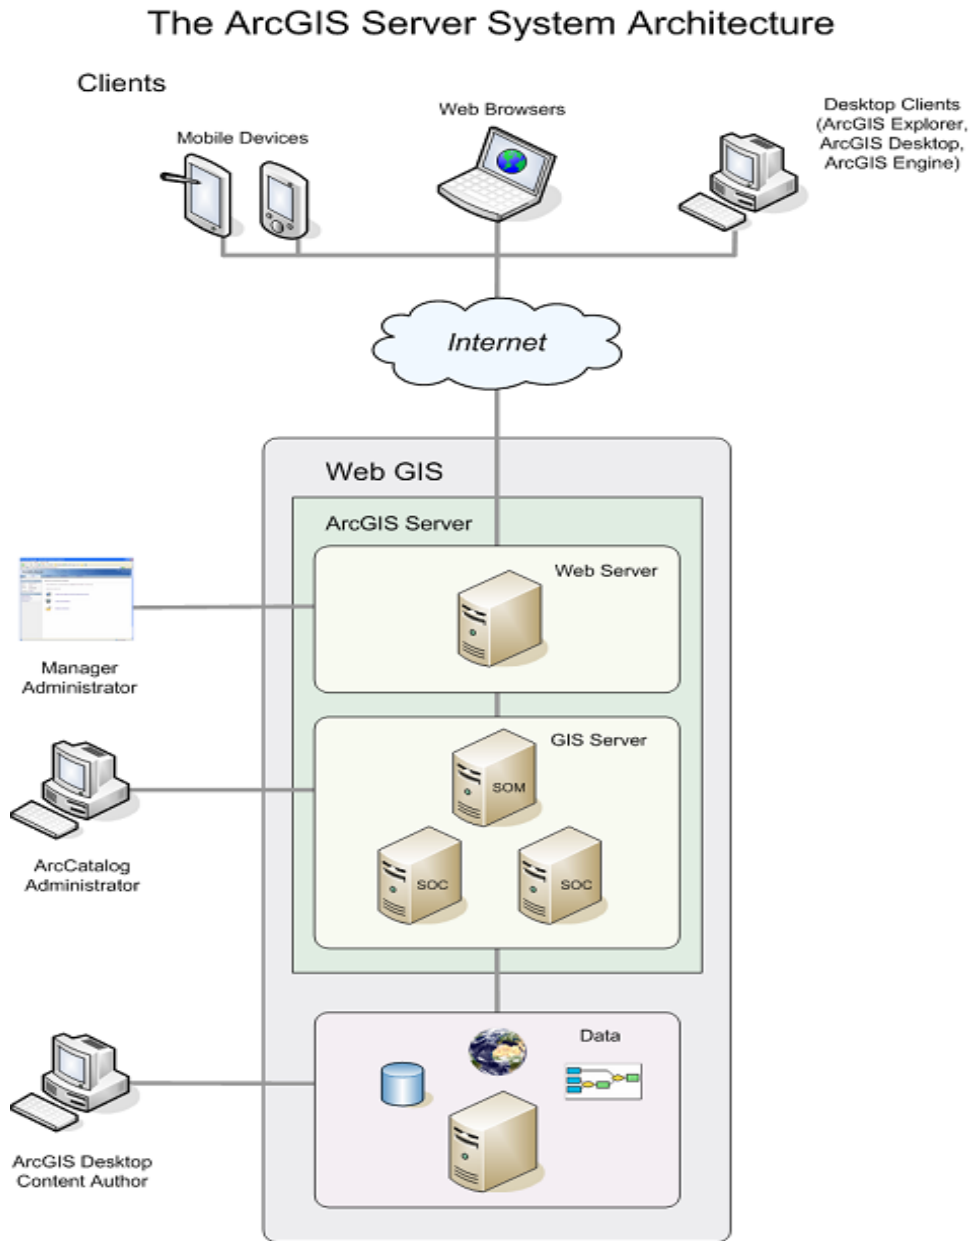 The ArcGIS Server System Architecture
Clients
Mobile Devices
Web Browsers
Desktop Clients
(ArcGIS Explorer,
ArcGIS Desktop,
ArcGIS Engine)
Internet
Web GIS
ArcGIS Server
Web Server
Manager
Administrator
GIS Server
SOM
SOC
SOC
ArcCatalog
Administrator
Data
ArcGIS Desktop
Content Author